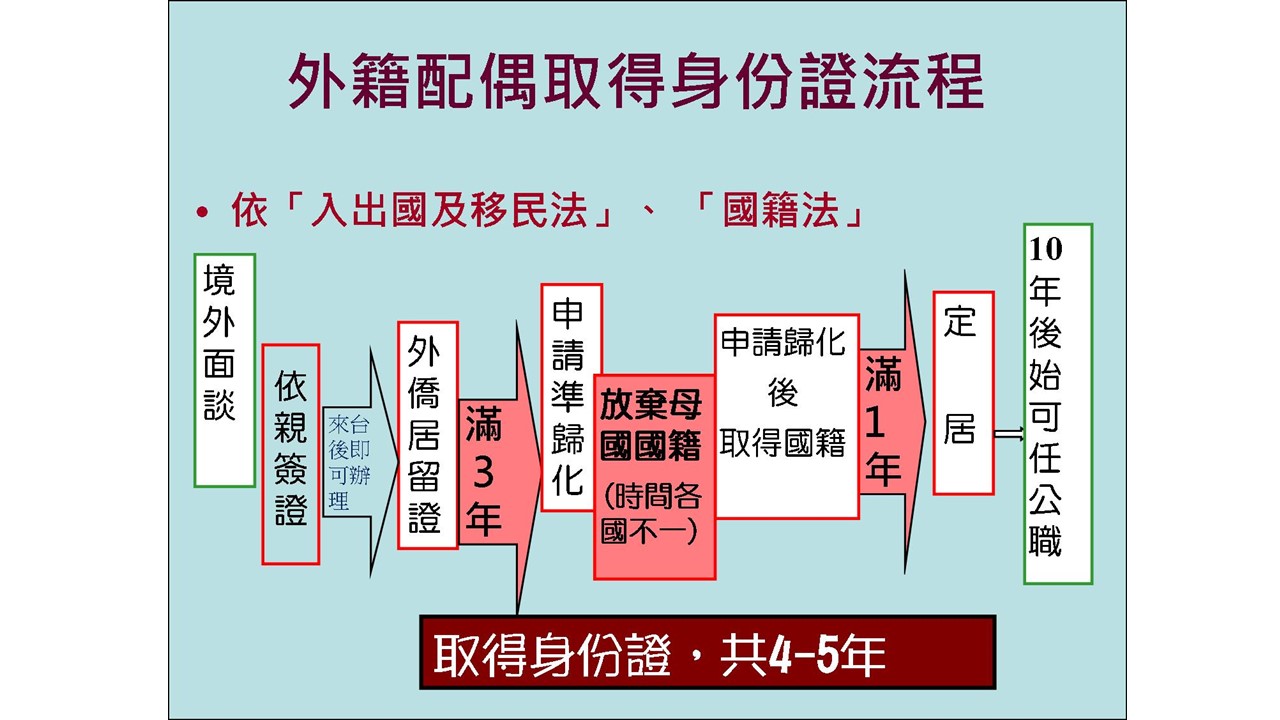 外籍配偶取得身份證流程
• 依「入出國及移民法」、「國籍法」
境外面談
依親簽證
來台
後即
可辦
理
外僑居留證
滿3年
申請準歸化
放棄母
國國籍
(時間各
國不一)
申請歸化
後
取得國籍
滿1年
定居
10年後始可任公職
取得身份證，共4-5年